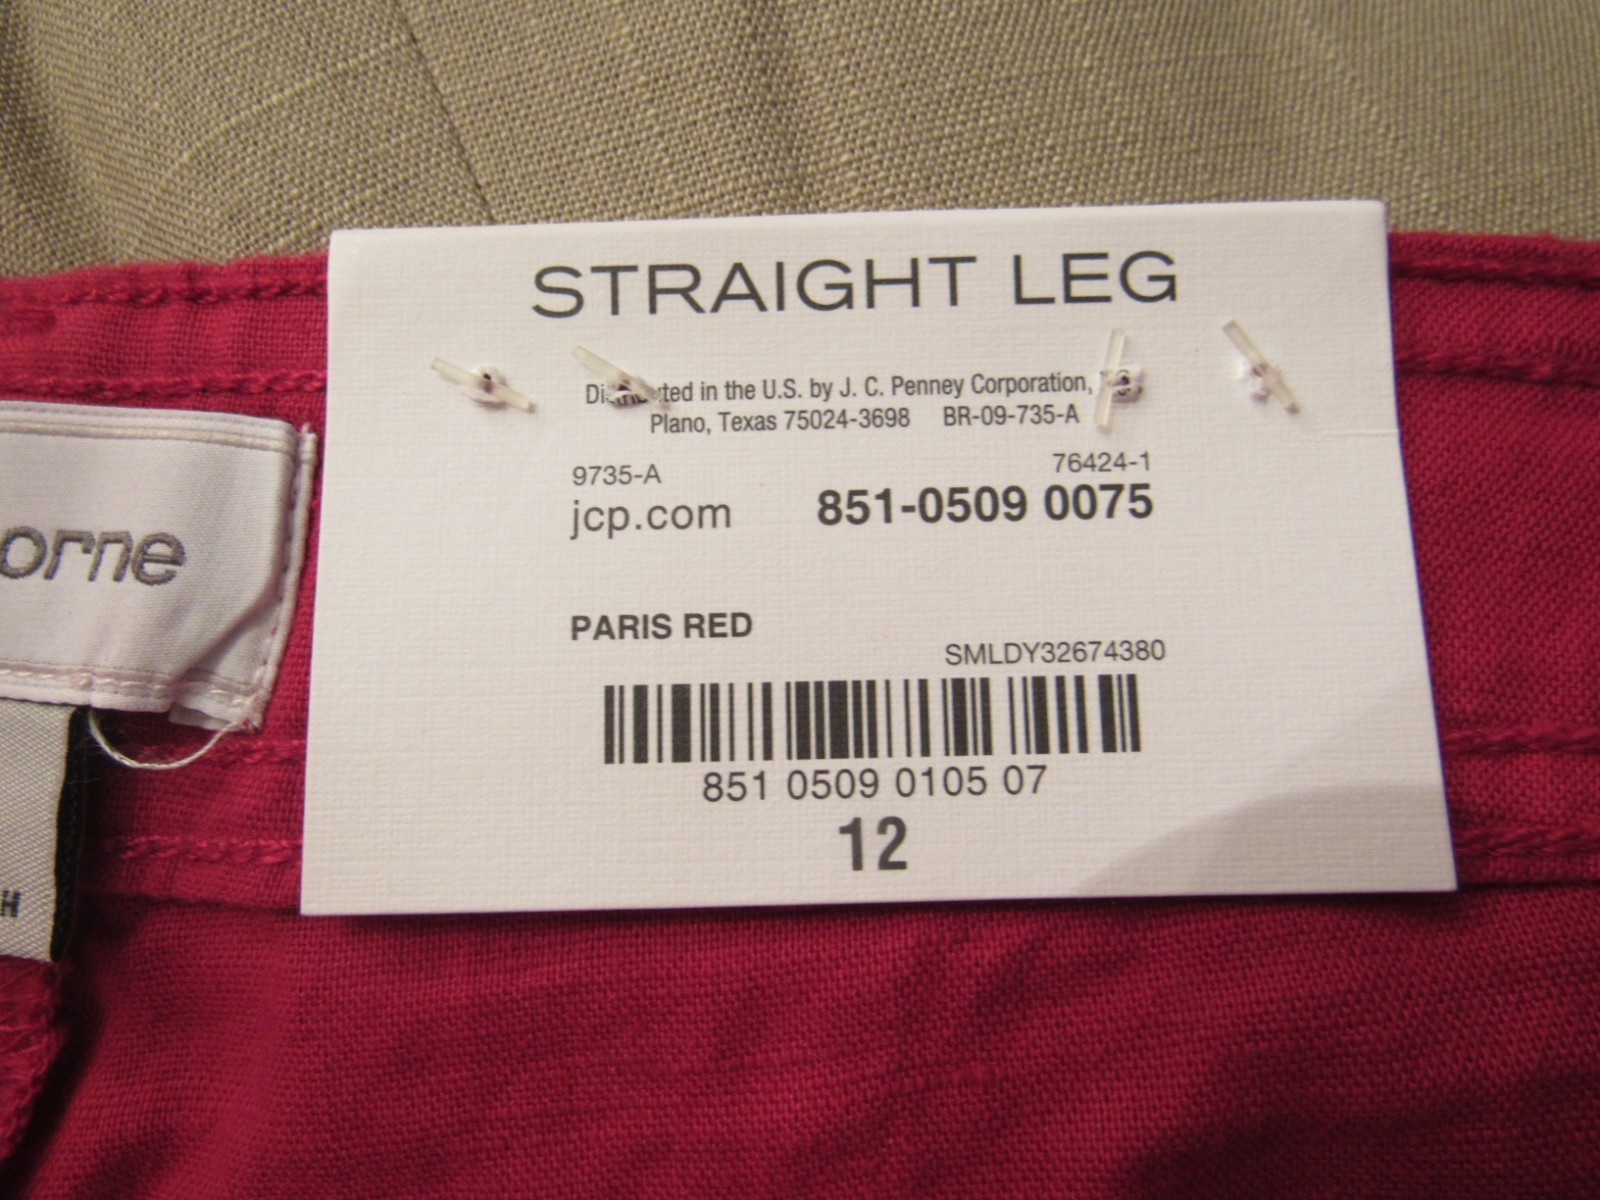 STRAIGHT LEG
Distributed in the U.S. by J. C. Penney Corporation,
Plano, Texas 75024-3698 BR-09-735-A
9735-A 76424-1
jcp.com 851-0509 0075
orne
PARIS RED
SMLDY32674380
851 0509 0105 07
12
H